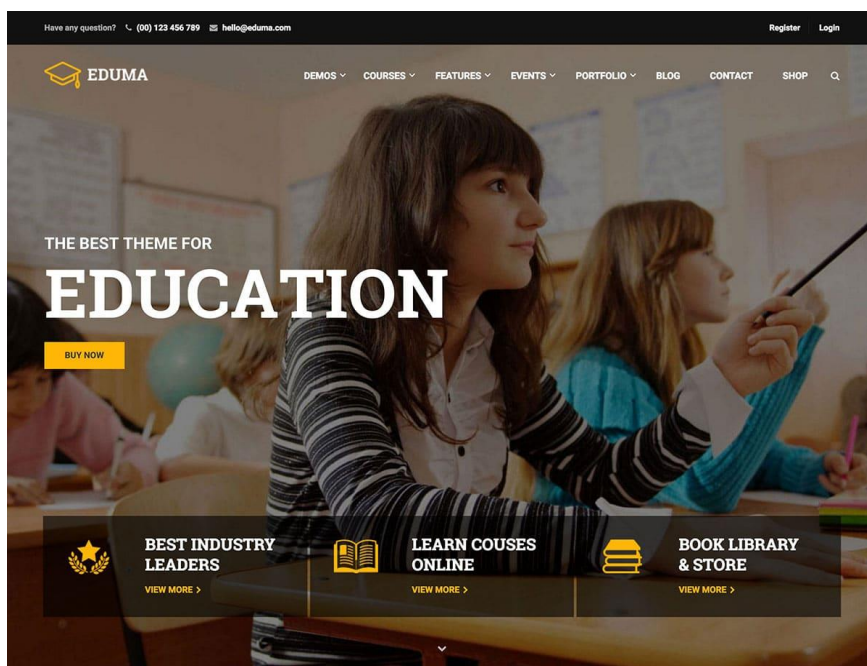 Have any question? (00) 123 456 789 hello@eduma.com Register Login
EDUMA DEMOS COURSES FEATURES EVENTS PORTFOLIO BLOG CONTACT SHOP
THE BEST THEME FOR
EDUCATION
BUY NOW
BEST INDUSTRY
LEADERS
VIEW MORE >
LEARN COUSES
ONLINE
VIEW MORE >
BOOK LIBRARY
& STORE
VIEW MORE >